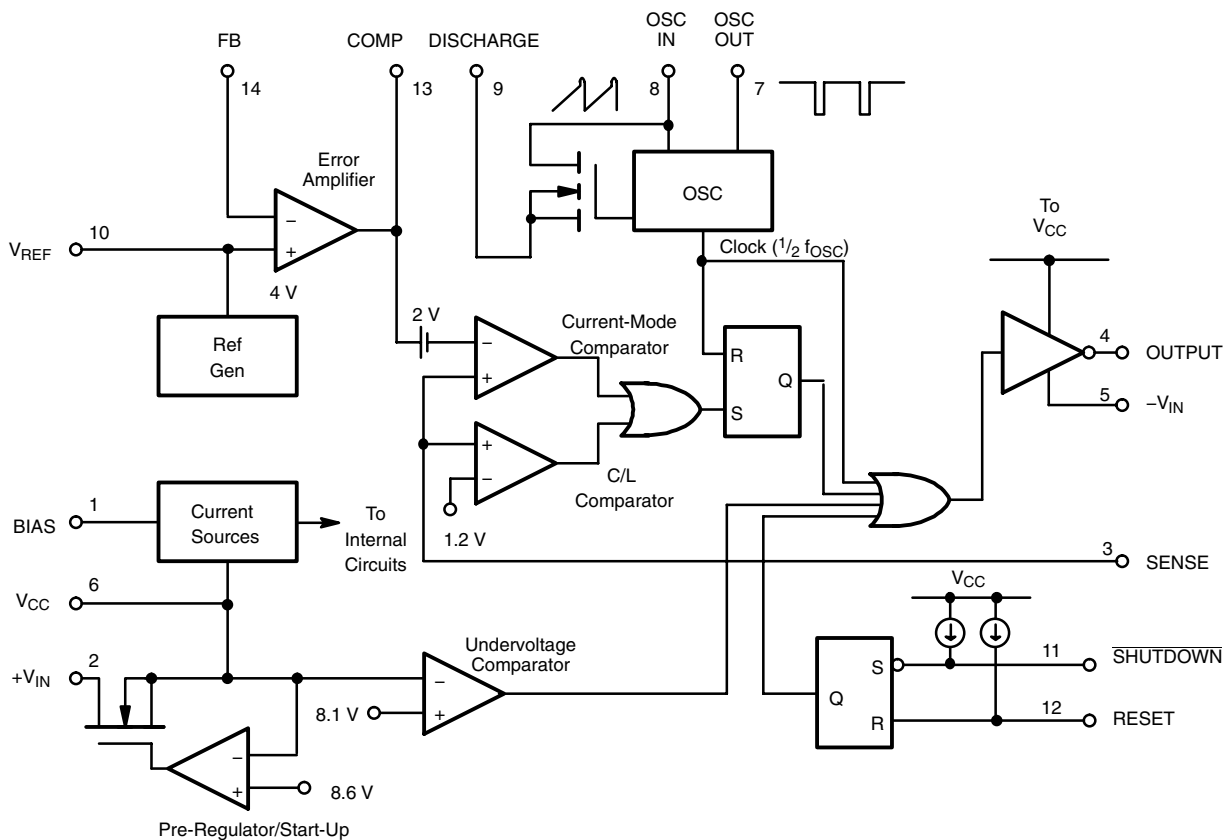 FB
COMP
DISCHARGE
OSC
IN
OSC
OUT
14
13
9
8
7
Error
Amplifier
OSC
−
+
VREF
10
4 V
Clock (1/2 fOSC)
To
VCC
Ref
Gen
2 V
−
+
Current-Mode
Comparator
R
Q
S
4
OUTPUT
5
−VIN
+
−
C/L
Comparator
1.2 V
BIAS
1
Current
Sources
To
Internal
Circuits
3
SENSE
VCC
6
VCC
+VIN
2
Undervoltage
Comparator
−
+
8.1 V
S
Q
R
11
SHUTDOWN
12
RESET
−
+
8.6 V
Pre-Regulator/Start-Up